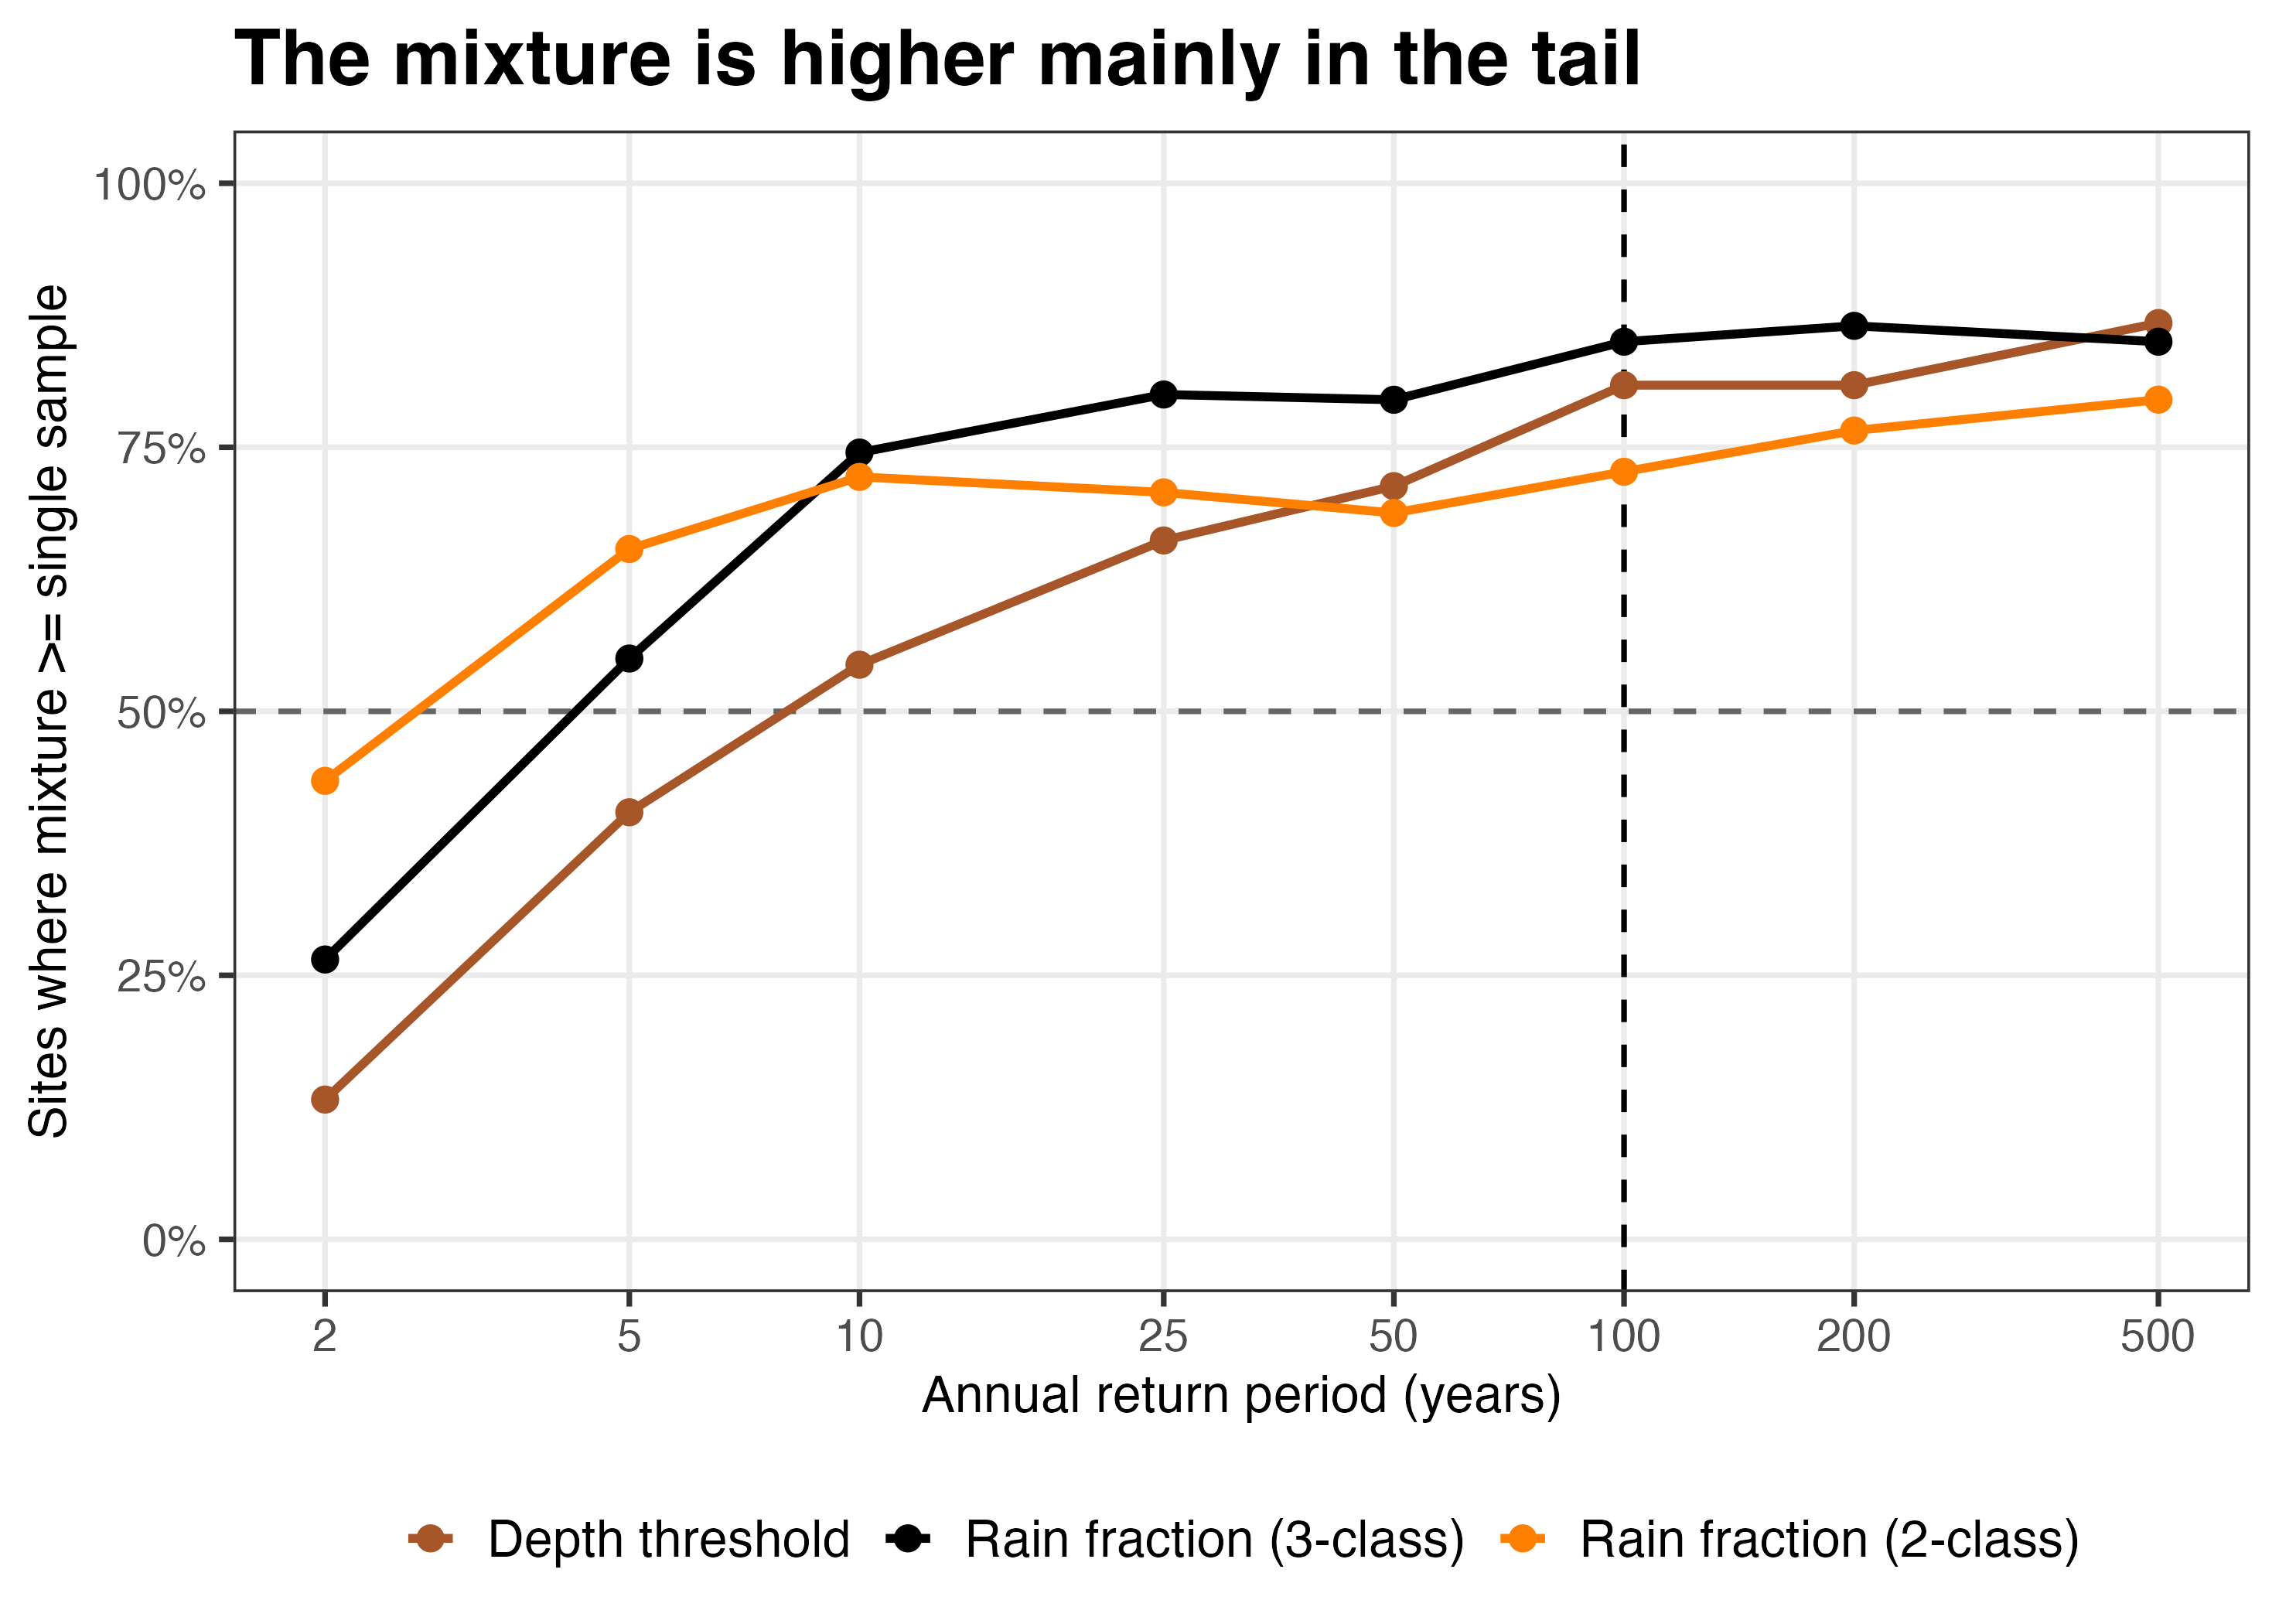 The mixture is higher mainly in the tail
Sites where mixture >= single sample
100%
75%
50%
25%
0%
2 5 10 25 50 100 200 500
Annual return period (years)
Depth threshold Rain fraction (3-class) Rain fraction (2-class)